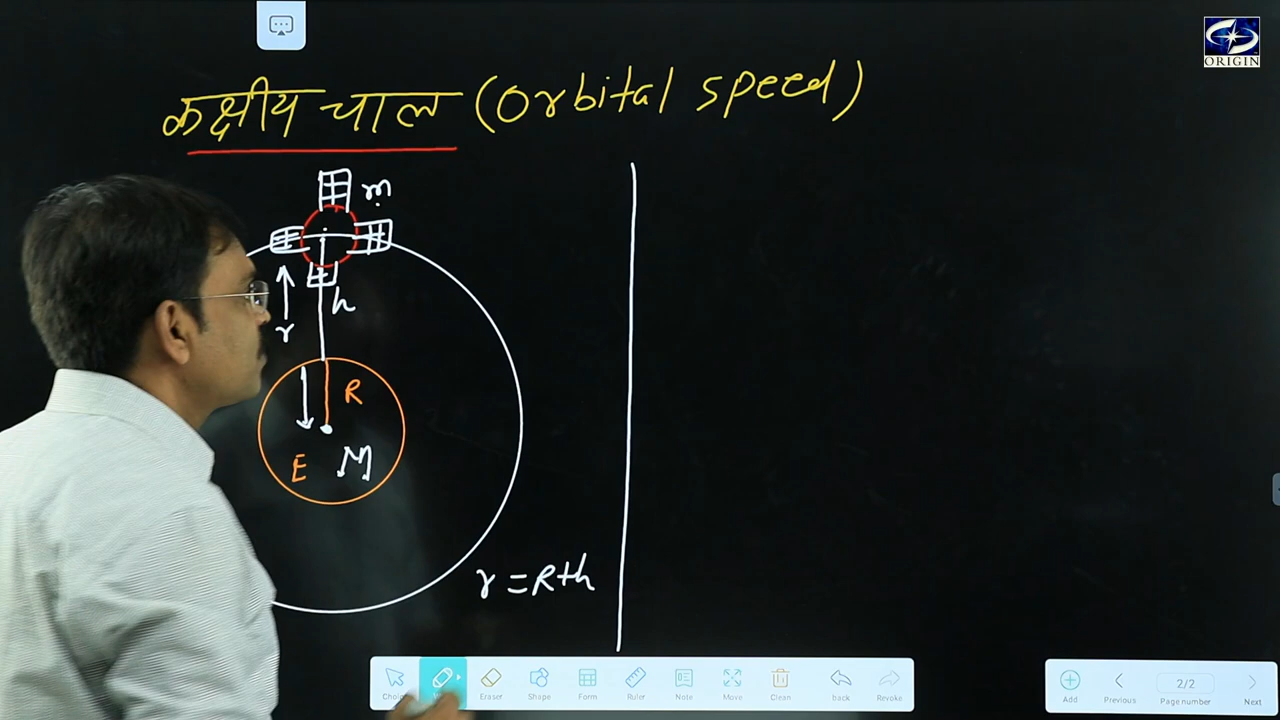 ORIGIN
कक्षीय चाल (Orbital speed)
m
h
r
R
E M
r = R+h
Eraser Shape Form Ruler Note Move Clean back Revoke
Add Previous 2/2 Page number Next